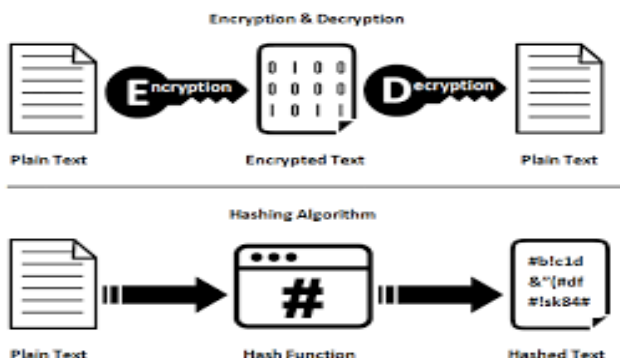 Encryption & Decryption
Encryption
0 1 0 0
0 0 0 0
1 0 1 1
Decryption
Plain Text
Encrypted Text
Plain Text
Hashing Algorithm
#
#b!c1d
&"(#df
#!sk84#
Plain Text
Hash Function
Hashed Text